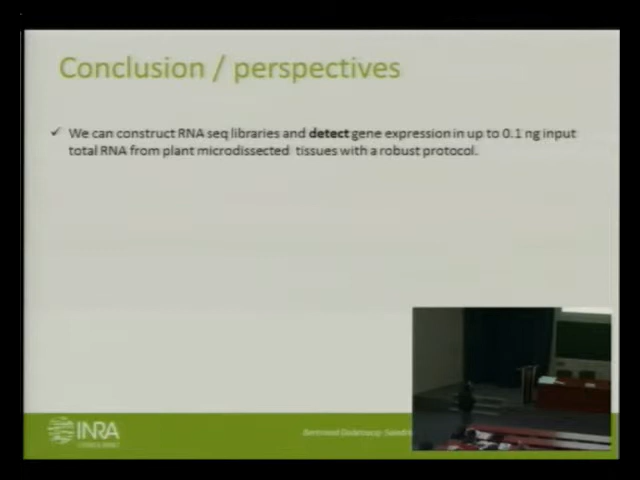 Conclusion / perspectives
✓ We can construct RNA seq libraries and detect gene expression in up to 0.1 ng input
total RNA from plant microdissected tissues with a robust protocol.
INRA